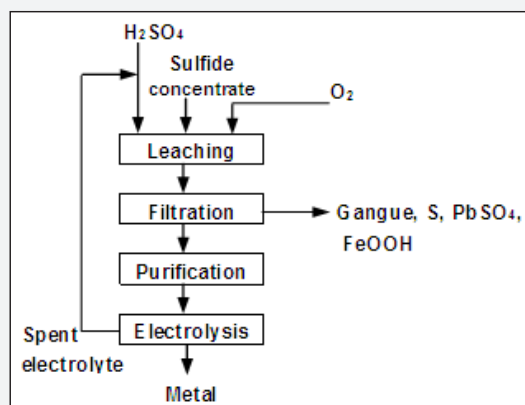 H2SO4
Sulfide
concentrate
O2
Leaching
Filtration
Gangue, S, PbSO4,
FeOOH
Purification
Electrolysis
Spent
electrolyte
Metal